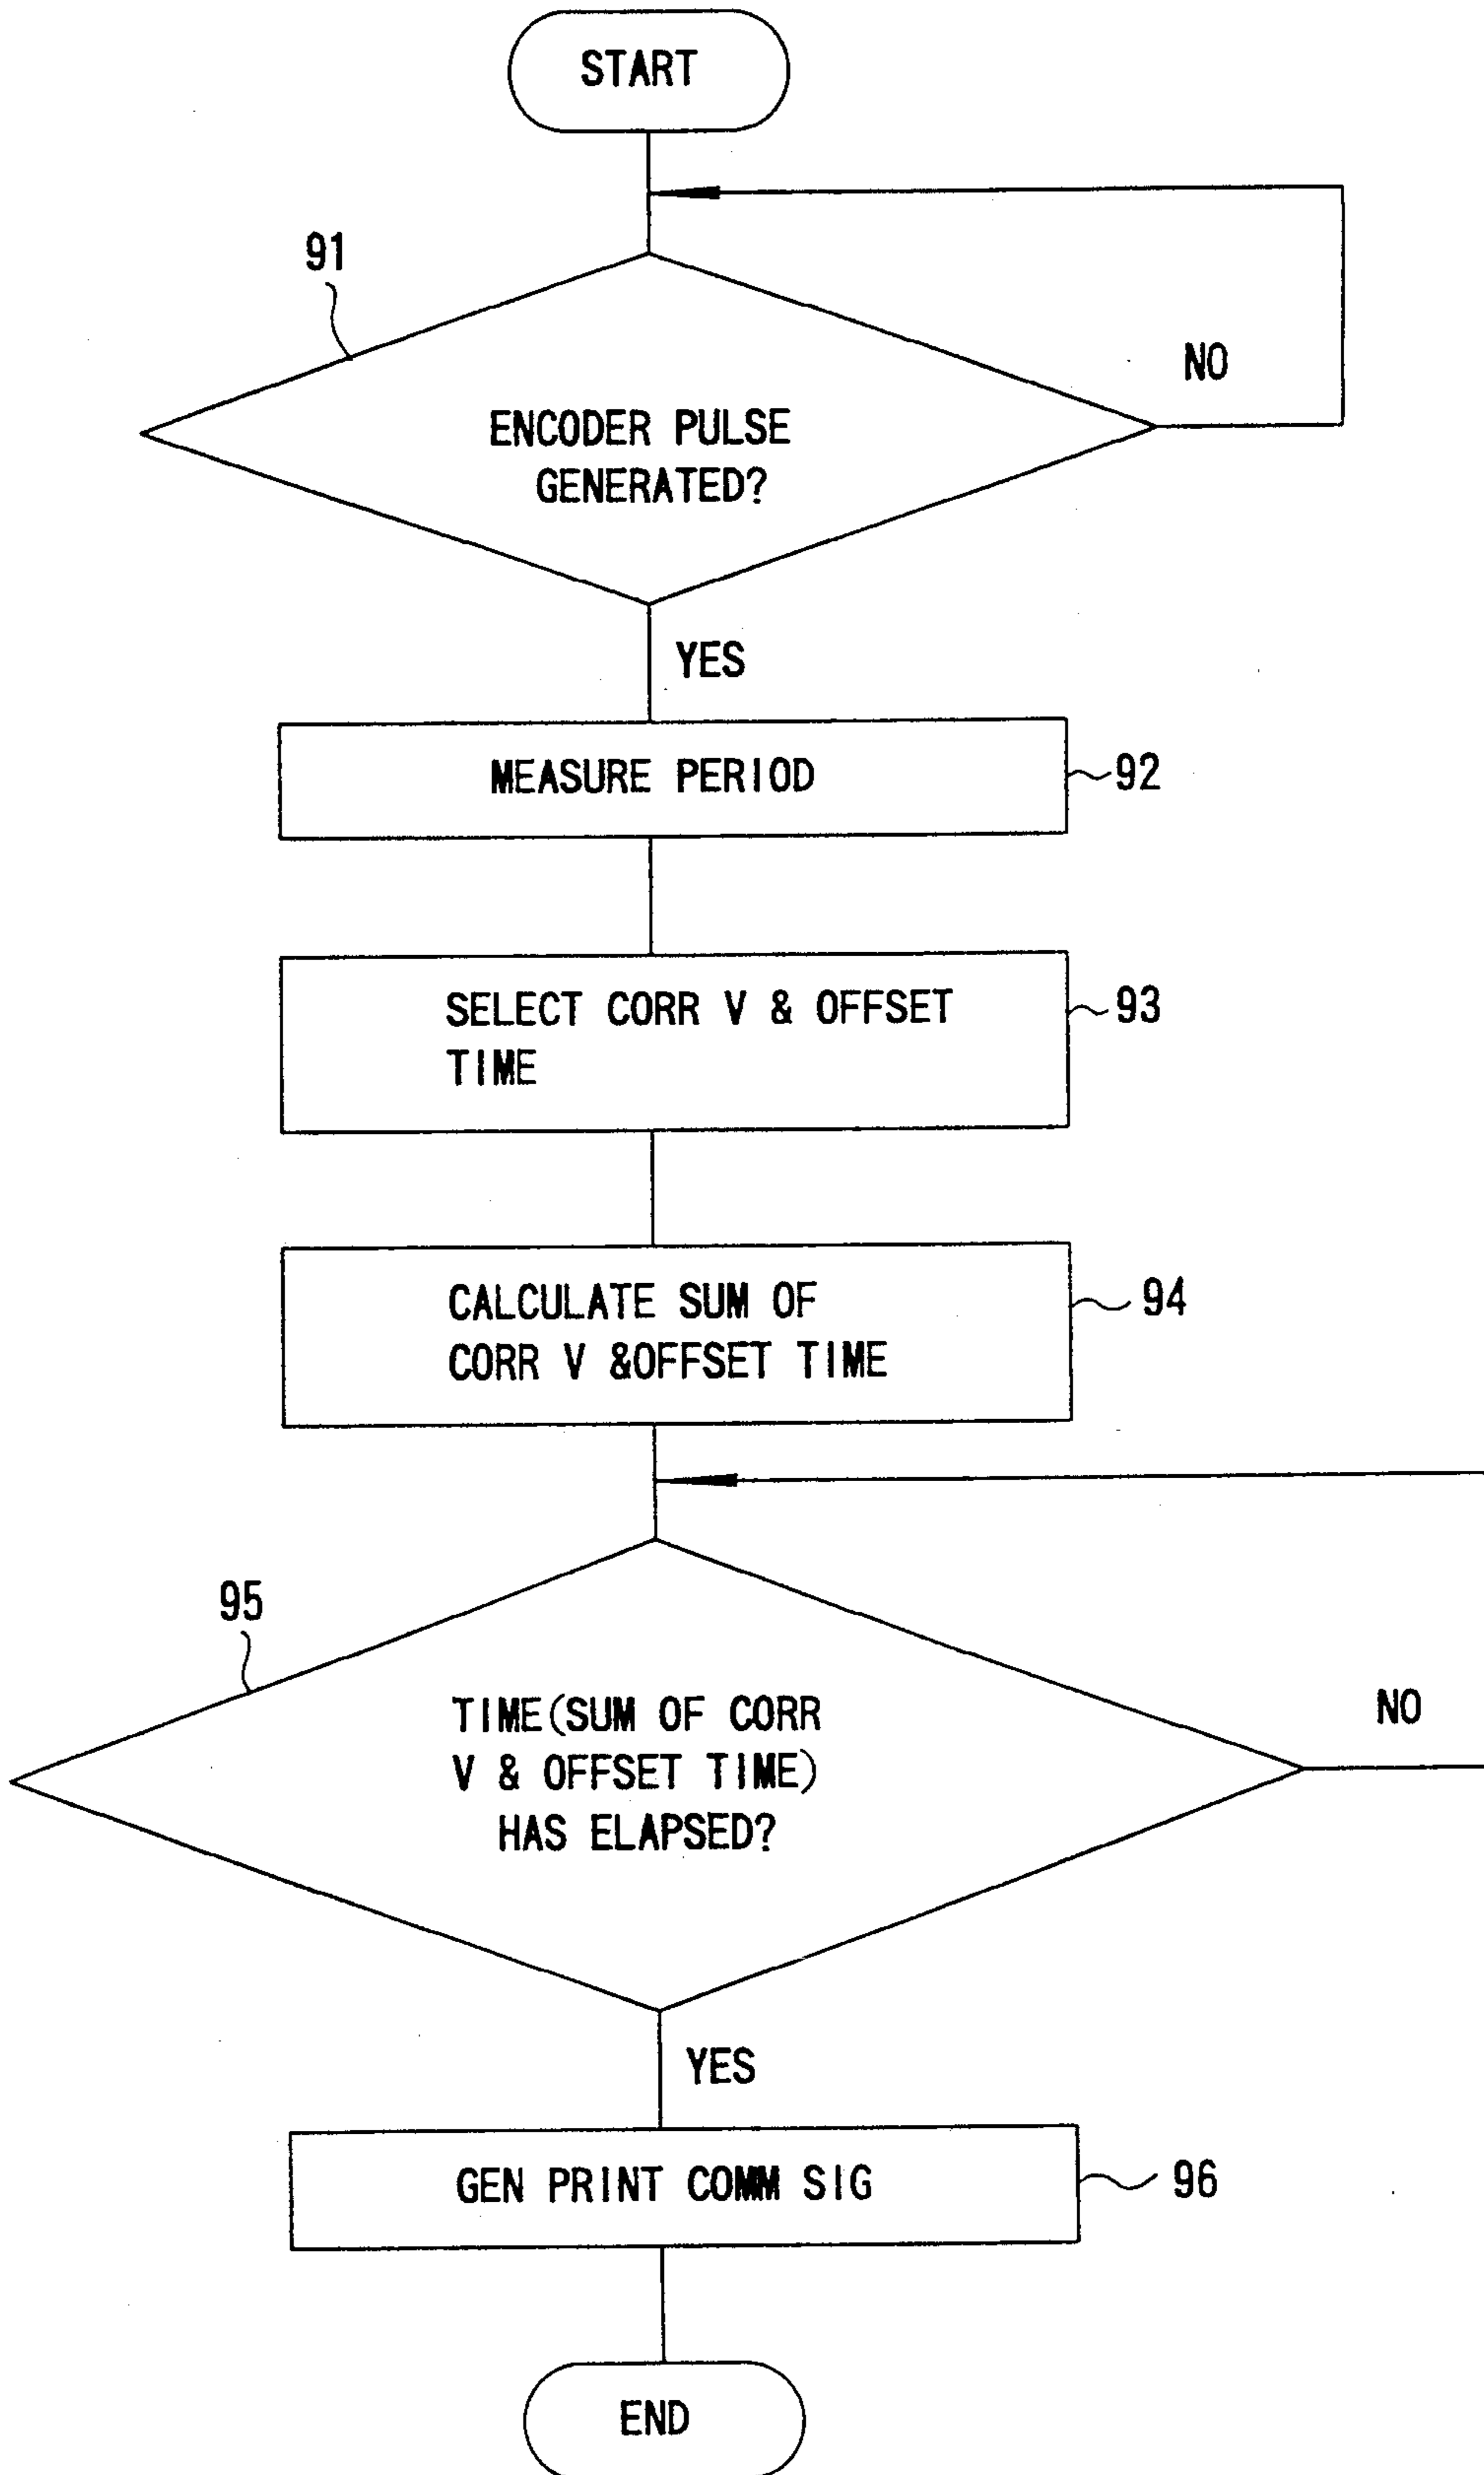 START
91
NO
ENCODER PULSE
GENERATED?
YES
MEASURE PERIOD
92
SELECT CORR V & OFFSET
TIME
93
CALCULATE SUM OF
CORR V &OFFSET TIME
94
95
TIME(SUM OF CORR
V & OFFSET TIME)
HAS ELAPSED?
NO
YES
GEN PRINT COMM SIG
96
END